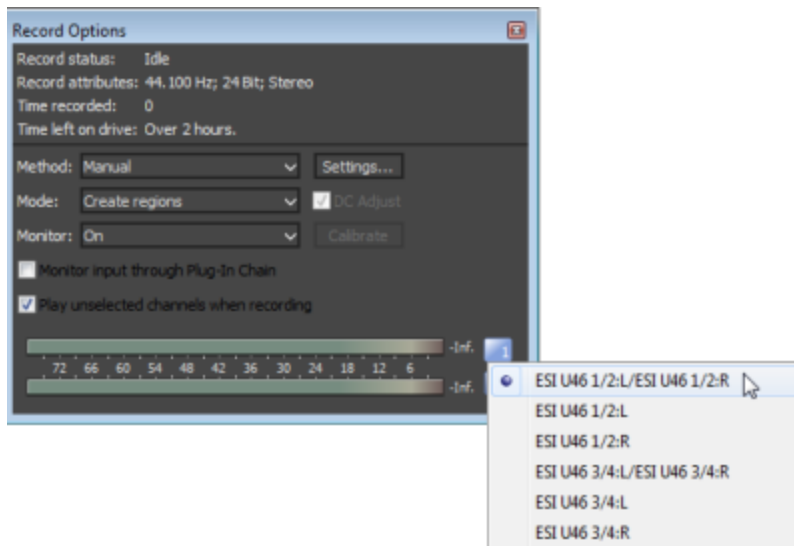 Record Options
Record status: Idle
Record attributes: 44.100 Hz; 24 Bit; Stereo
Time recorded: 0
Time left on drive: Over 2 hours.
Method: Manual Settings...
Mode: Create regions DC Adjust
Monitor: On Calibrate
Monitor input through Plug-In Chain
Play unselected channels when recording
-Inf. 1
72 66 60 54 48 42 36 30 24 18 12 6
-Inf.
ESI U46 1/2:L/ESI U46 1/2:R
ESI U46 1/2:L
ESI U46 1/2:R
ESI U46 3/4:L/ESI U46 3/4:R
ESI U46 3/4:L
ESI U46 3/4:R